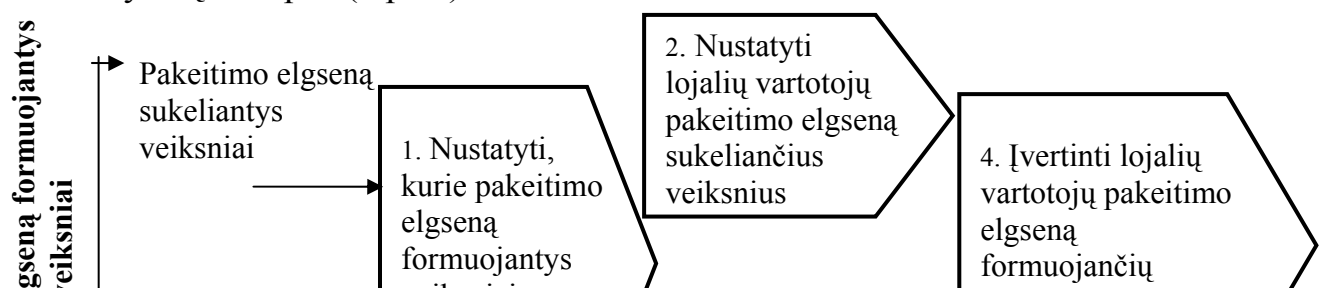 formuojantys
veiksniai
Pakeitimo elgseną
sukeliantys
veiksniai
1. Nustatyti,
kurie pakeitimo
elgseną
formuojantys
2. Nustatyti
lojalių vartotojų
pakeitimo elgseną
sukeliančius
veiksnius
4. Įvertinti lojalių
vartotojų pakeitimo
elgseną
formuojančių